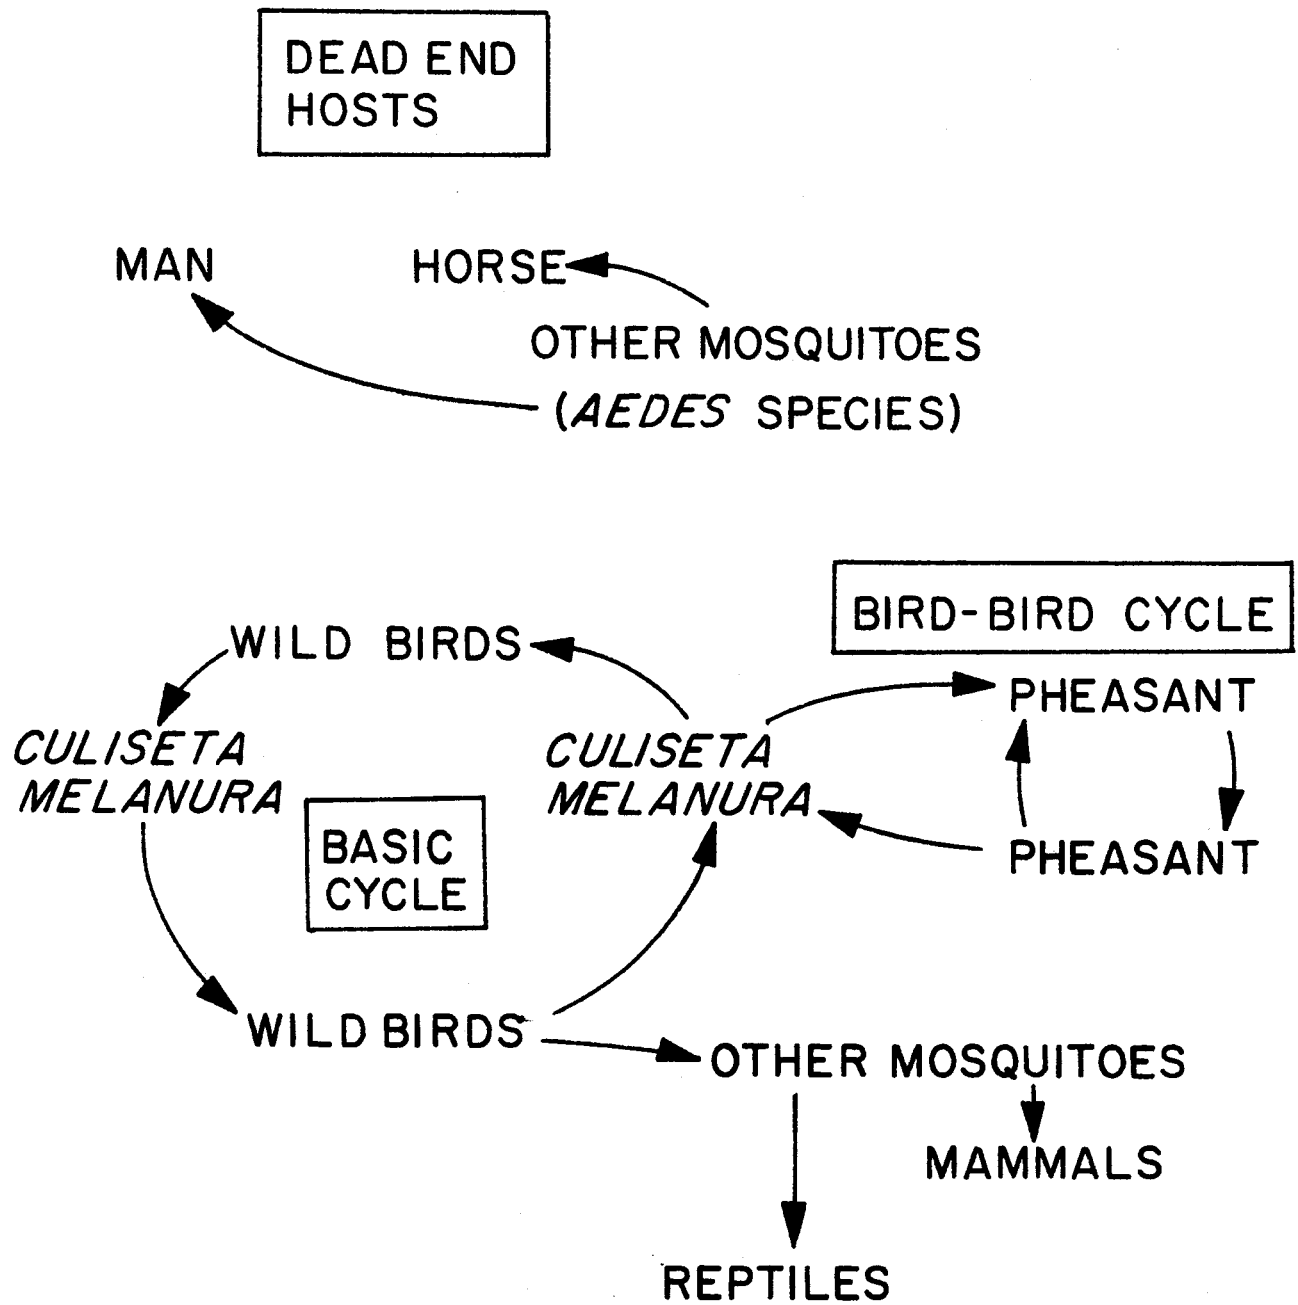 DEAD END
HOSTS
MAN
HORSE
OTHER MOSQUITOES
(AEDES SPECIES)
BIRD-BIRD CYCLE
WILD BIRDS
PHEASANT
CULISETA
MELANURA
CULISETA
MELANURA
BASIC
CYCLE
PHEASANT
WILD BIRDS
OTHER MOSQUITOES
MAMMALS
REPTILES